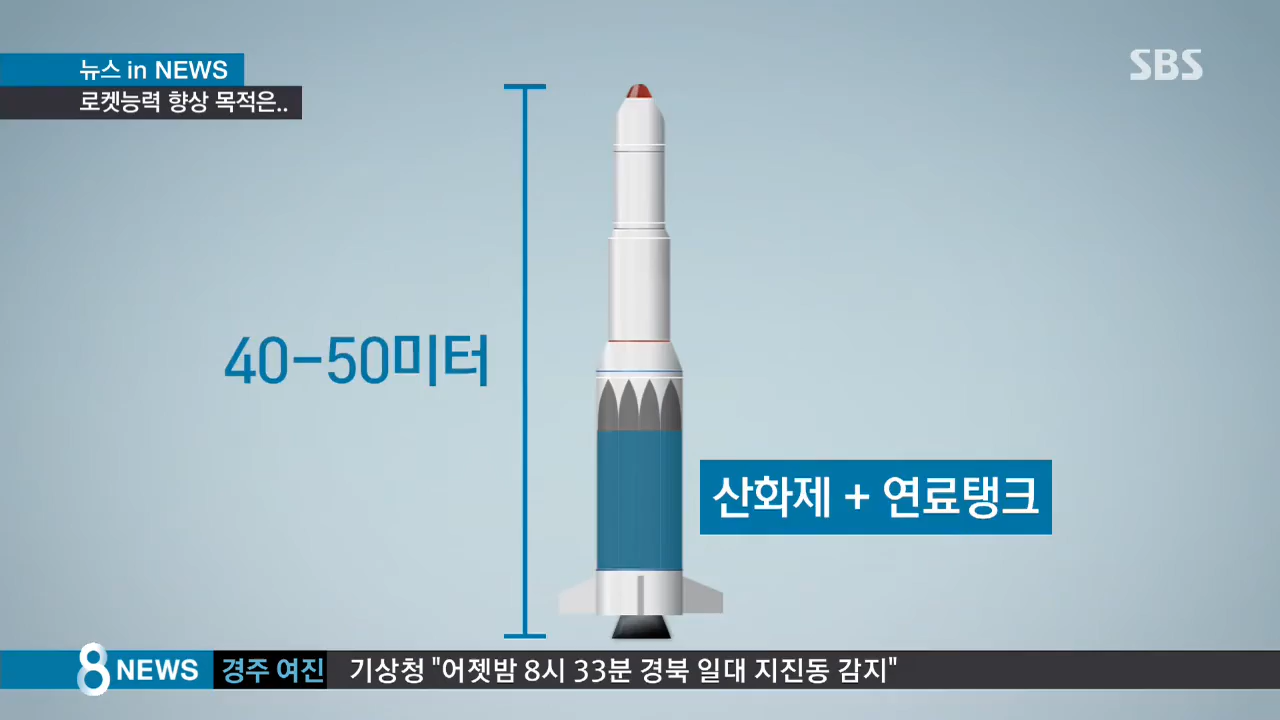 뉴스 in NEWS
SBS
로켓능력 향상 목적은..
40-50미터
산화제 + 연료탱크
8 NEWS 경주 여진 기상청 "어젯밤 8시 33분 경북 일대 지진동 감지"